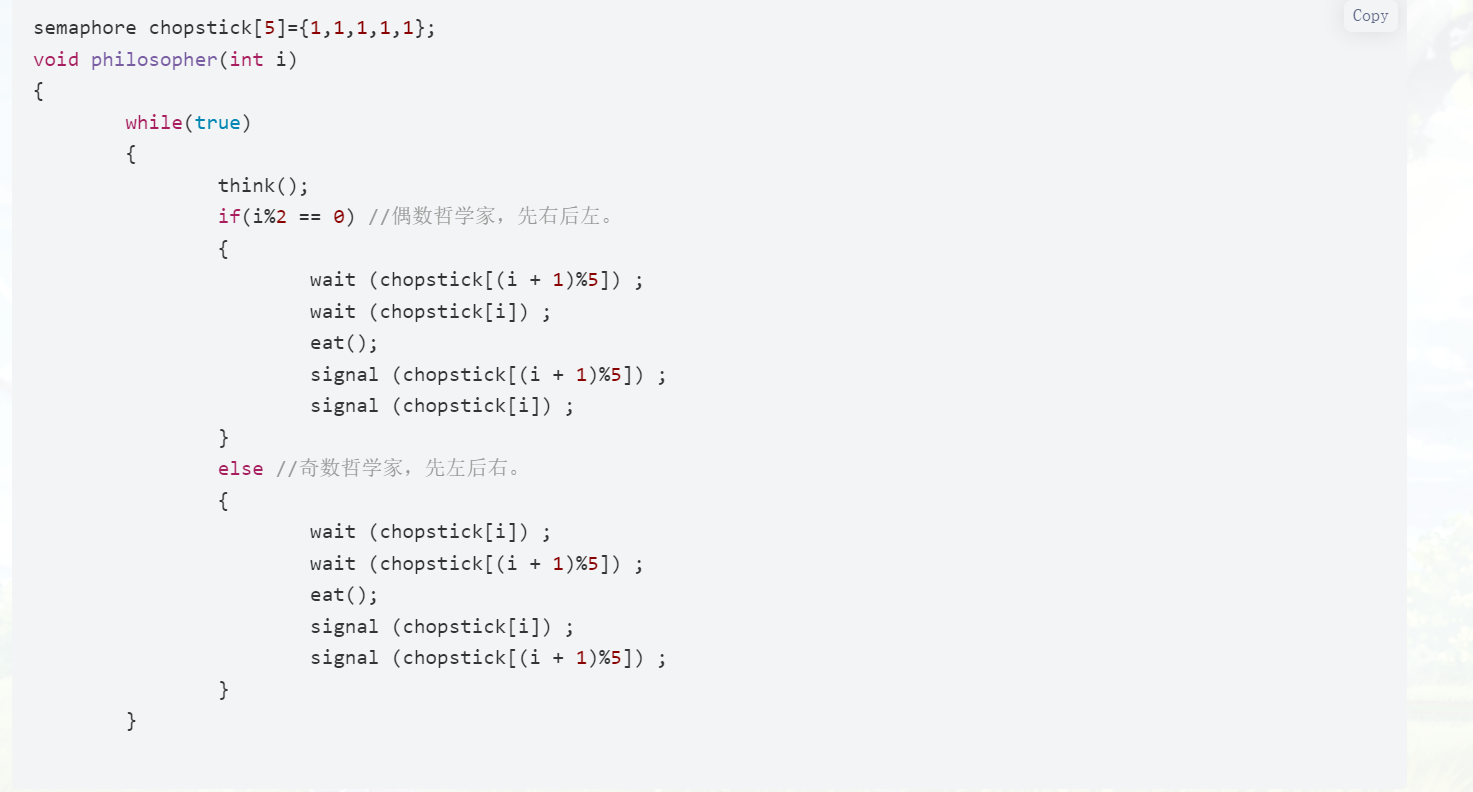 Copy
semaphore chopstick[5]={1,1,1,1,1};
void philosopher(int i)
{
        while(true)
        {
                think();
                if(i%2 == 0) //偶数哲学家，先右后左。
                {
                        wait (chopstick[(i + 1)%5]) ;
                        wait (chopstick[i]) ;
                        eat();
                        signal (chopstick[(i + 1)%5]) ;
                        signal (chopstick[i]) ;
                }
                else //奇数哲学家，先左后右。
                {
                        wait (chopstick[i]) ;
                        wait (chopstick[(i + 1)%5]) ;
                        eat();
                        signal (chopstick[i]) ;
                        signal (chopstick[(i + 1)%5]) ;
                }
        }